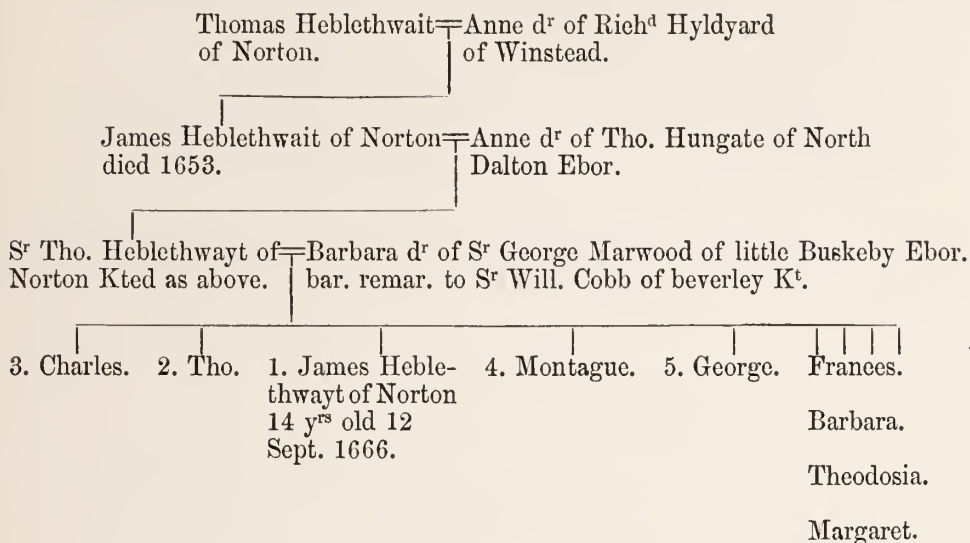 Thomas Heblethwait Anne dʳ of Richᵈ Hyldyard
of Norton. of Winstead.
James Heblethwait of Norton Anne dʳ of Tho. Hungate of North
died 1653. Dalton Ebor.
Sʳ Tho. Heblethwayt of Barbara dʳ of Sʳ George Marwood of little Buskeby Ebor.
Norton Kted as above. bar. remar. to Sʳ Will. Cobb of beverley Kᵗ.
3. Charles. 2. Tho. 1. James Heble- 4. Montague. 5. George. Frances.
thwayt of Norton
14 yʳˢ old 12 Barbara.
Sept. 1666.
Theodosia.
Margaret.